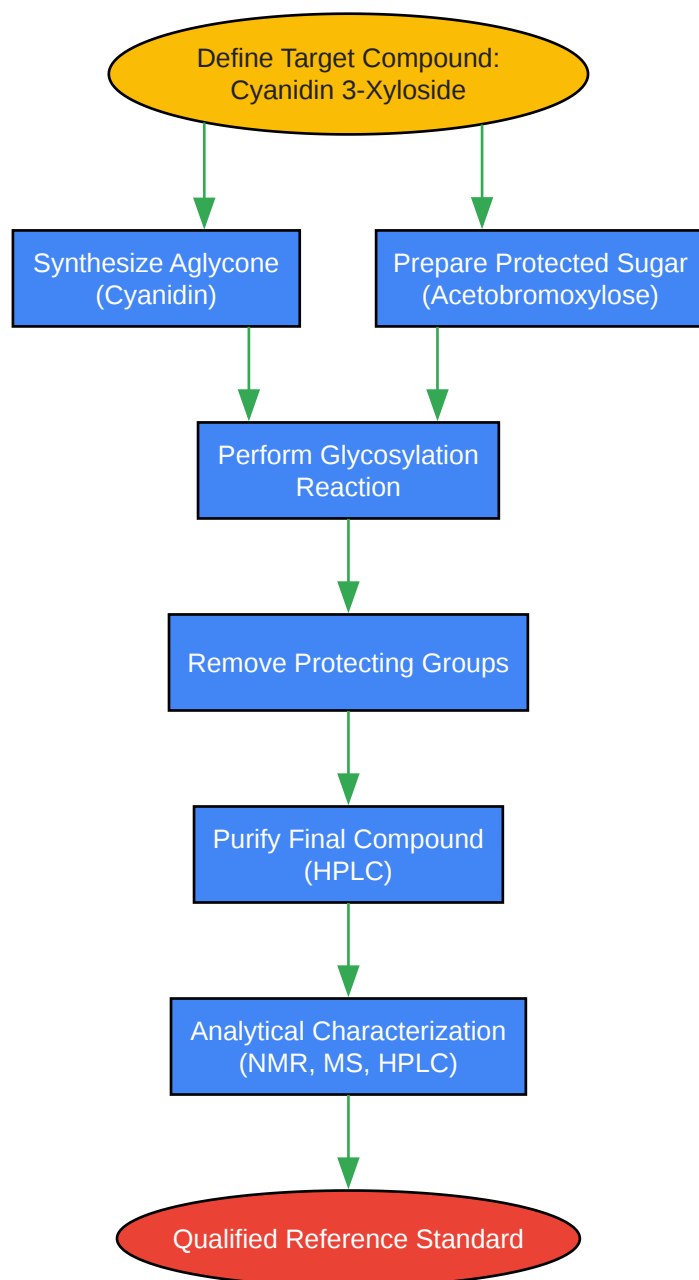 Define Target Compound:
Cyanidin 3-Xyloside
Synthesize Aglycone
(Cyanidin)
Prepare Protected Sugar
(Acetobromoxylose)
Perform Glycosylation
Reaction
Remove Protecting Groups
Purify Final Compound
(HPLC)
Analytical Characterization
(NMR, MS, HPLC)
Qualified Reference Standard